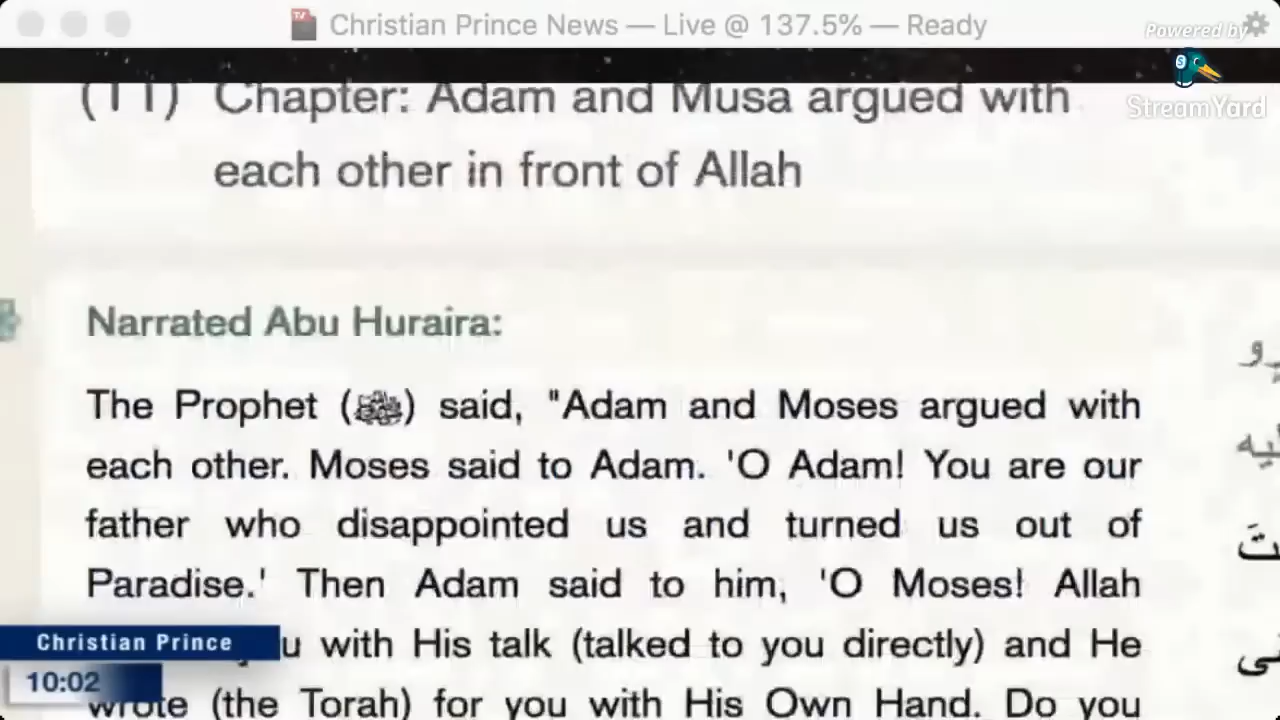 Christian Prince News — Live @ 137.5% — Ready
Powered by
StreamYard
(11) Chapter: Adam and Musa argued with
each other in front of Allah
Narrated Abu Huraira:
The Prophet (ﷺ) said, "Adam and Moses argued with
each other. Moses said to Adam. 'O Adam! You are our
father who disappointed us and turned us out of
Paradise.' Then Adam said to him, 'O Moses! Allah
u with His talk (talked to you directly) and He
wrote (the Torah) for you with His Own Hand. Do you
Christian Prince
10:02